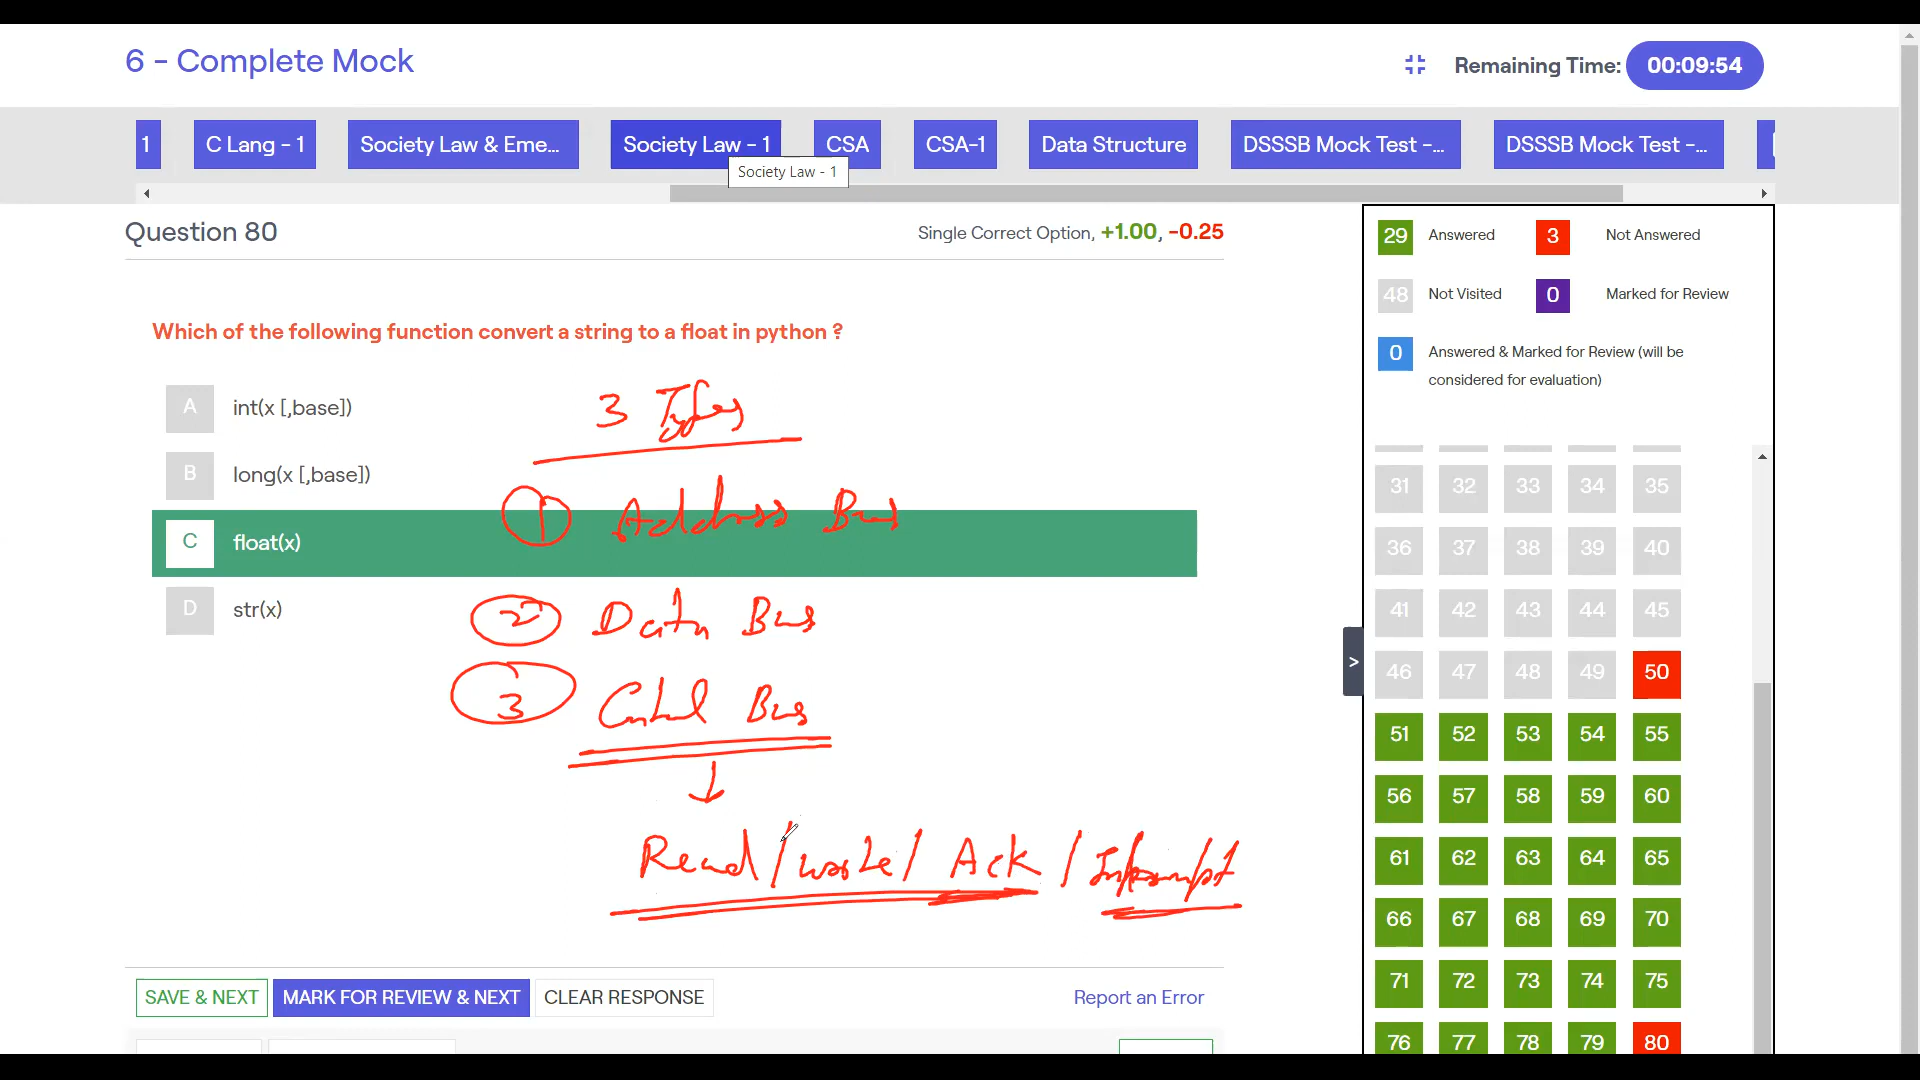 6 - Complete Mock
Remaining Time: 00:09:54
1 C Lang - 1 Society Law & Eme... Society Law - 1 CSA CSA-1 Data Structure DSSSB Mock Test -... DSSSB Mock Test -...
Society Law - 1
Question 80
Single Correct Option, +1.00, -0.25
Which of the following function convert a string to a float in python ?
A int(x [,base])
B long(x [,base])
C float(x)
D str(x)
3 Types
1 Address Bus
2 Data Bus
3 Control Bus
Read / write / Ack / Interrupt
SAVE & NEXT MARK FOR REVIEW & NEXT CLEAR RESPONSE
Report an Error
29 Answered 3 Not Answered
48 Not Visited 0 Marked for Review
0 Answered & Marked for Review (will be
considered for evaluation)
>
31 32 33 34 35
36 37 38 39 40
41 42 43 44 45
46 47 48 49 50
51 52 53 54 55
56 57 58 59 60
61 62 63 64 65
66 67 68 69 70
71 72 73 74 75
76 77 78 79 80